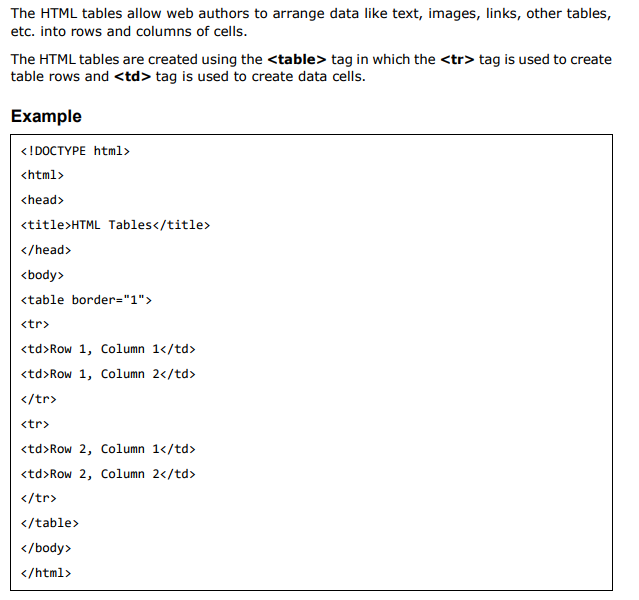 The HTML tables allow web authors to arrange data like text, images, links, other tables,
etc. into rows and columns of cells.
The HTML tables are created using the <table> tag in which the <tr> tag is used to create
table rows and <td> tag is used to create data cells.
Example
<!DOCTYPE html>
<html>
<head>
<title>HTML Tables</title>
</head>
<body>
<table border="1">
<tr>
<td>Row 1, Column 1</td>
<td>Row 1, Column 2</td>
</tr>
<tr>
<td>Row 2, Column 1</td>
<td>Row 2, Column 2</td>
</tr>
</table>
</body>
</html>